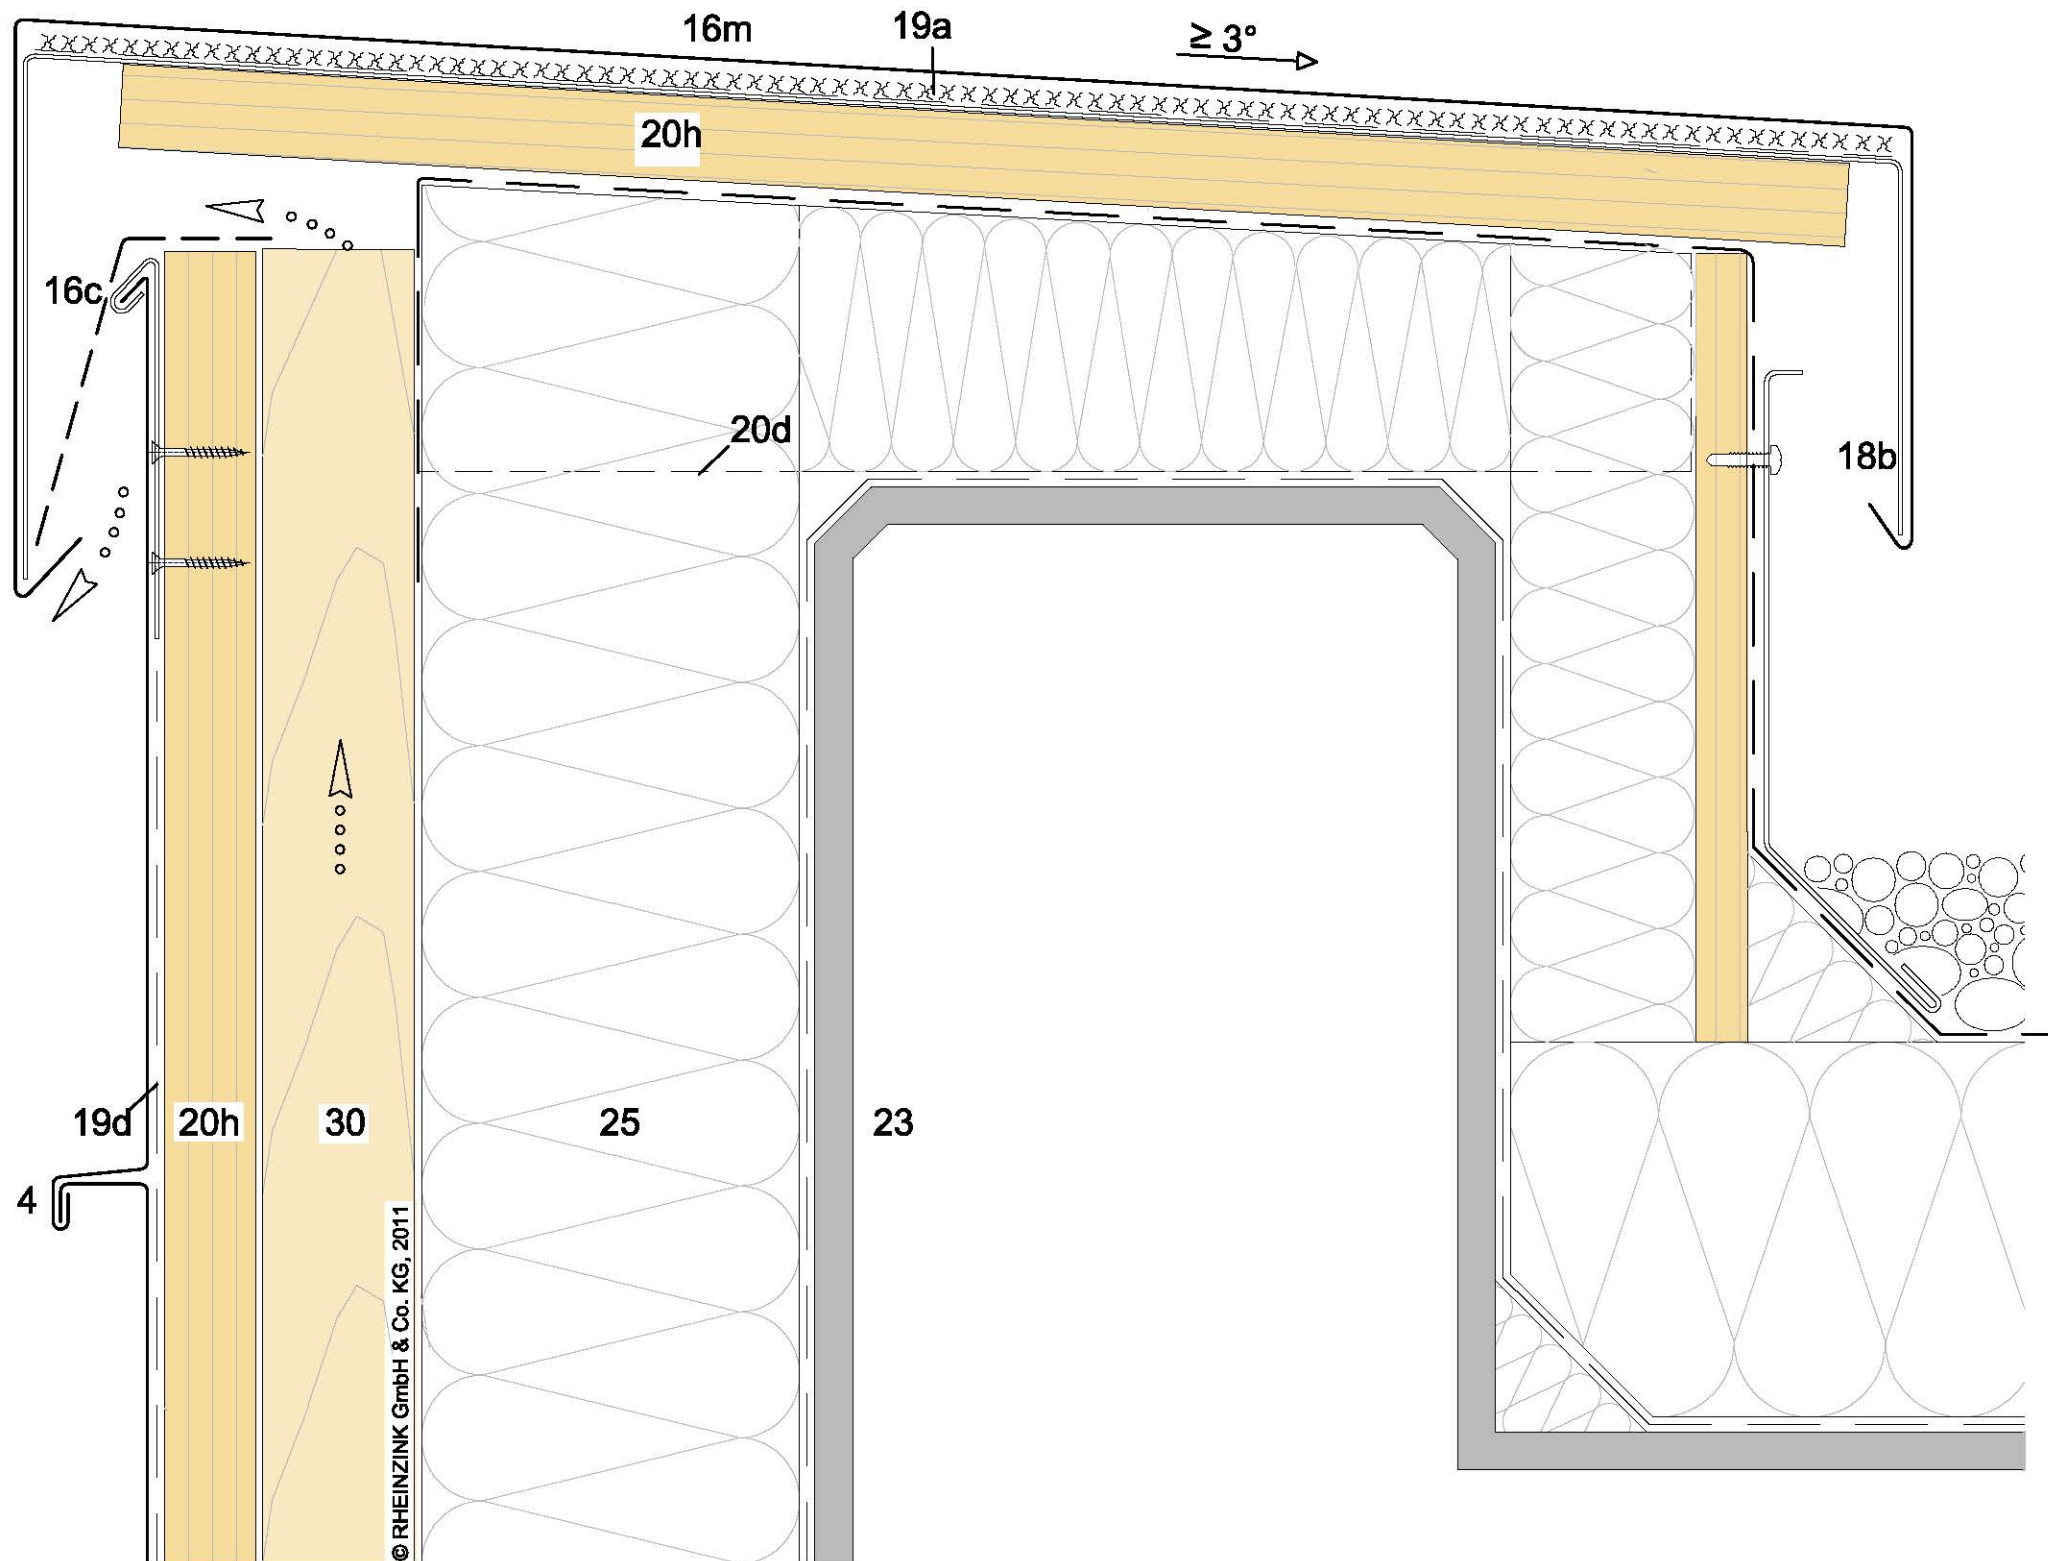 16m
19a
≥ 3°
20h
16c
20d
18b
19d
20h
30
25
23
4
© RHEINZINK GmbH & Co. KG, 2011